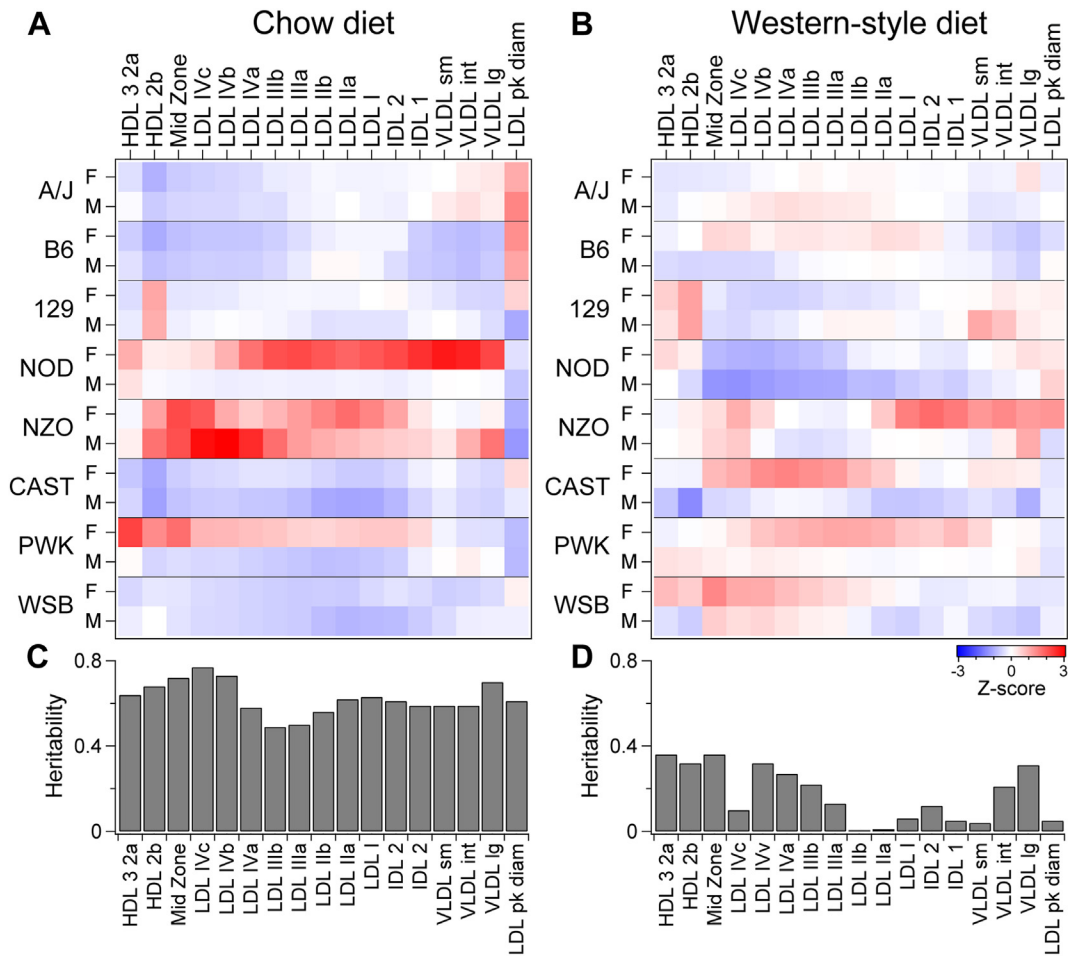 A Chow diet
HDL 3 2a
HDL 2b
Mid Zone
LDL IVc
LDL IVb
LDL IVa
LDL IIIb
LDL IIIa
LDL IIb
LDL IIa
LDL I
IDL 2
IDL 1
VLDL sm
VLDL int
VLDL lg
LDL pk diam
A/J F
M
B6 F
M
129 F
M
NOD F
M
NZO F
M
CAST F
M
PWK F
M
WSB F
M
B Western-style diet
HDL 3 2a
HDL 2b
Mid Zone
LDL IVc
LDL IVb
LDL IVa
LDL IIIb
LDL IIIa
LDL IIb
LDL IIa
LDL I
IDL 2
IDL 1
VLDL sm
VLDL int
VLDL lg
LDL pk diam
A/J F
M
B6 F
M
129 F
M
NOD F
M
NZO F
M
CAST F
M
PWK F
M
WSB F
M
C
Heritability
0.8
0.4
0
HDL 3 2a
HDL 2b
Mid Zone
LDL IVc
LDL IVb
LDL IVa
LDL IIIb
LDL IIIa
LDL IIb
LDL IIa
LDL I
IDL 2
IDL 2
VLDL sm
VLDL int
VLDL lg
LDL pk diam
D
-3 0 3
Z-score
Heritability
0.8
0.4
0
HDL 3 2a
HDL 2b
Mid Zone
LDL IVc
LDL IVv
LDL IVa
LDL IIIb
LDL IIIa
LDL IIb
LDL IIa
LDL I
IDL 2
IDL 1
VLDL sm
VLDL int
VLDL lg
LDL pk diam